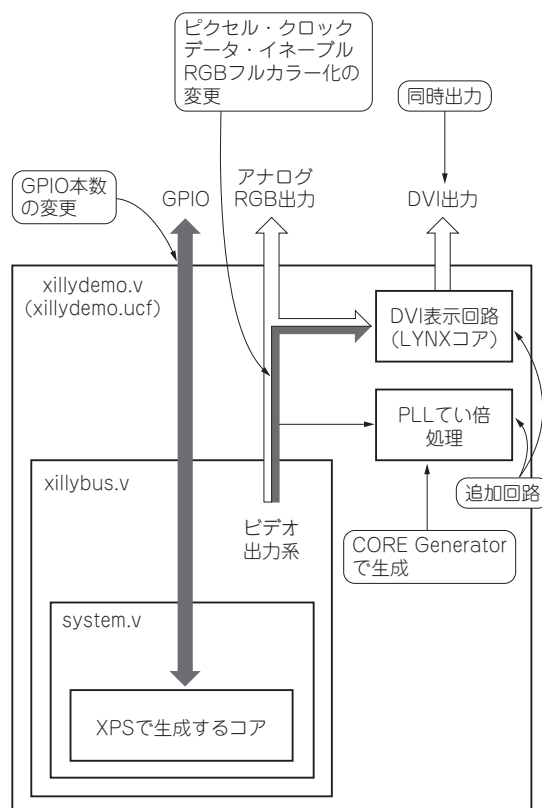 ピクセル・クロック
データ・イネーブル
RGBフルカラー化の
変更
同時出力
GPIO本数
の変更
GPIO
アナログ
RGB出力
DVI出力
xillydemo.v
(xillydemo.ucf)
DVI表示回路
(LYNXコア)
PLLてい倍
処理
xillybus.v
追加回路
ビデオ
出力系
CORE Generator
で生成
system.v
XPSで生成するコア